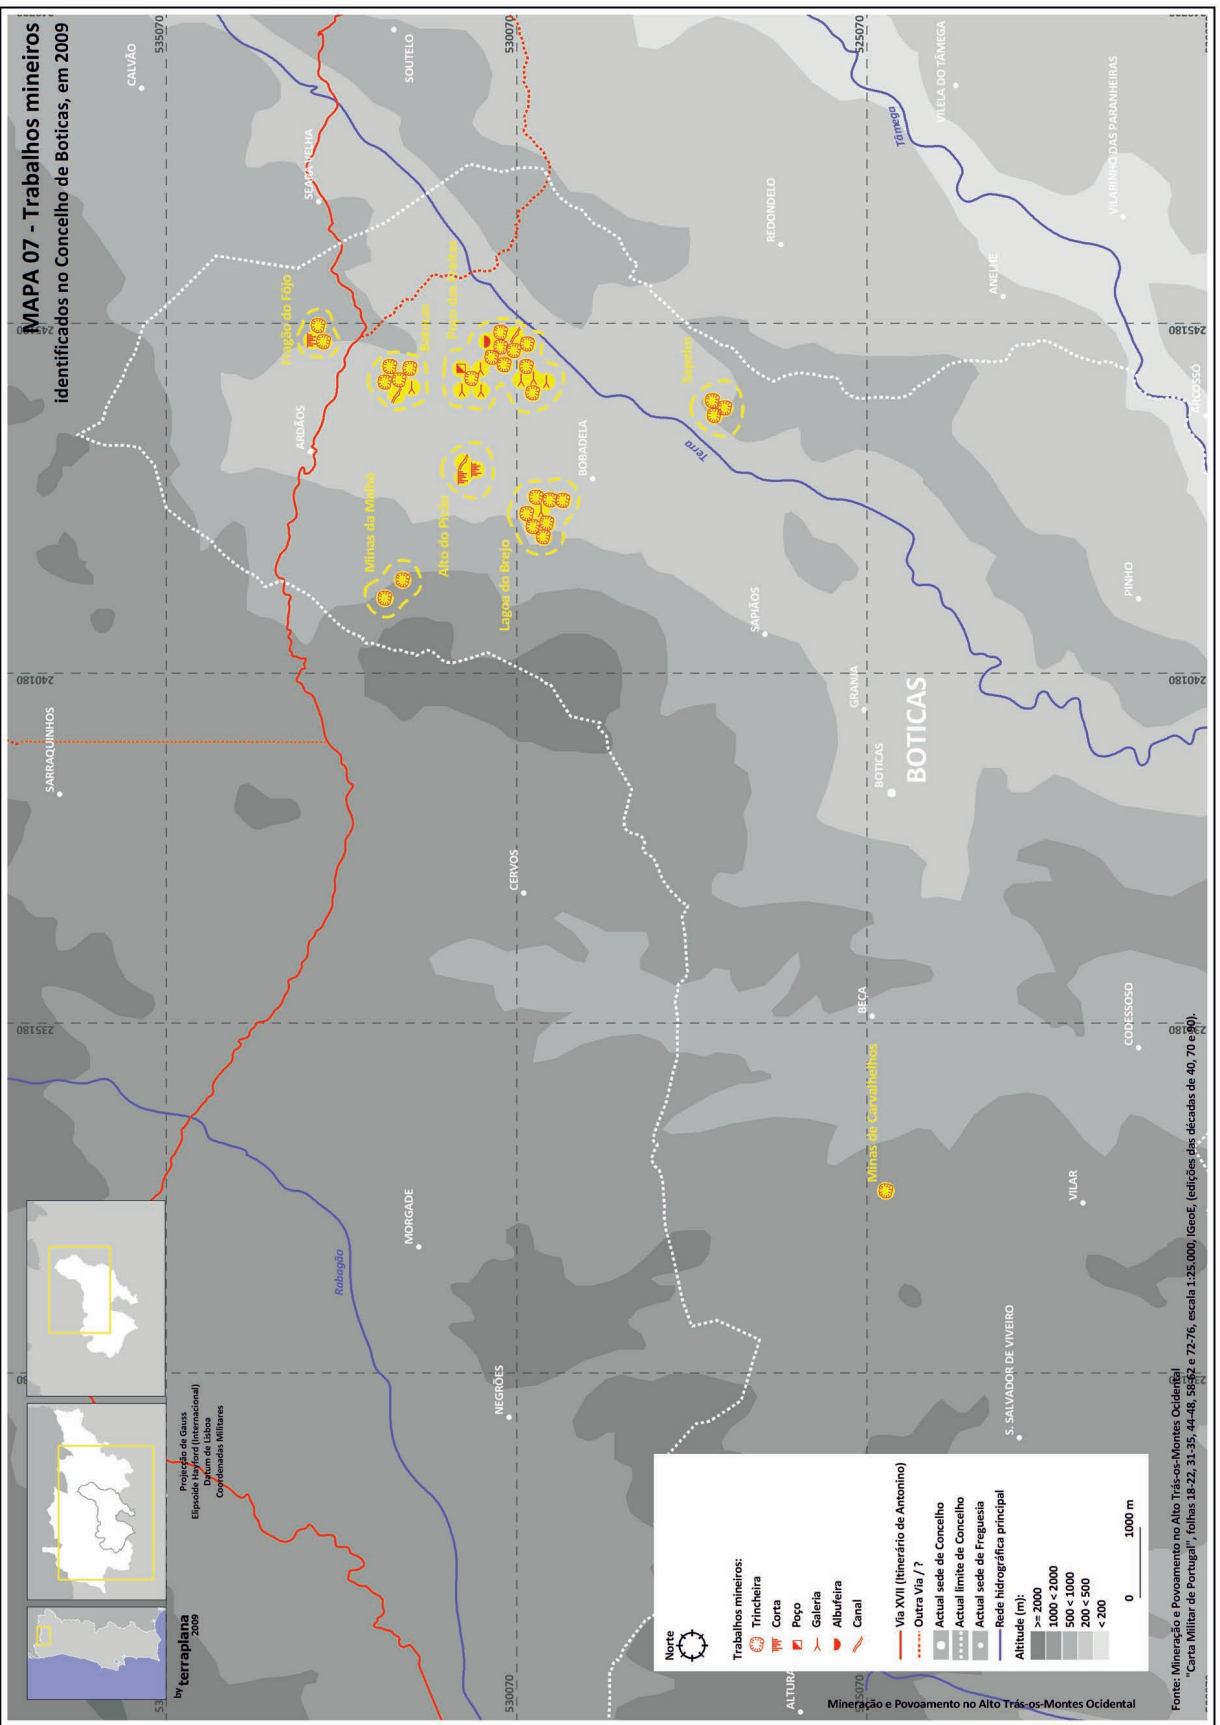 MAPA 07 - Trabalhos mineiros
identificados no Concelho de Boticas, em 2009
CALVÃO
SOUTELO
SEARA VELHA
VILELA DO TÂMEGA
VILARINHO DAS PARANHEIRAS
REDONDELO
ANELHE
ARCOSSÓ
Tâmega
Terva
Fragão do Fôjo
Batocas
Poço das Freitas
Sapelos
ARDÃOS
BOBADELA
Minas da Malhó
Alto do Pirão
Lagoa do Brejo
SAPIÃOS
PINHO
GRANJA
BOTICAS
BOTICAS
SARRAQUINHOS
CERVOS
BEÇA
CODESSOSO
Minas de Carvalhelhos
VILAR
MORGADE
Rabagão
NEGRÕES
S. SALVADOR DE VIVEIRO
535070
530070
525070
245180
245180
240180
240180
235180
530070
Projecção de Gauss
Elipsoide Hayford (Internacional)
Datum de Lisboa
Coordenadas Militares
by terraplana
2009
Norte
Trabalhos mineiros:
Trincheira
Corta
Poço
Galeria
Albufeira
Canal
Via XVII (Itinerário de Antonino)
Outra Via / ?
Actual sede de Concelho
Actual limite de Concelho
Actual sede de Freguesia
Rede hidrográfica principal
Altitude (m):
>= 2000
1000 < 2000
500 < 1000
200 < 500
< 200
0 1000 m
Mineração e Povoamento no Alto Trás-os-Montes Ocidental
Fonte: Mineração e Povoamento no Alto Trás-os-Montes Ocidental
"Carta Militar de Portugal", folhas 18-22, 31-35, 44-48, 58-62 e 72-76, escala 1:25.000, IGeoE, (edições das décadas de 40, 70 e 90).